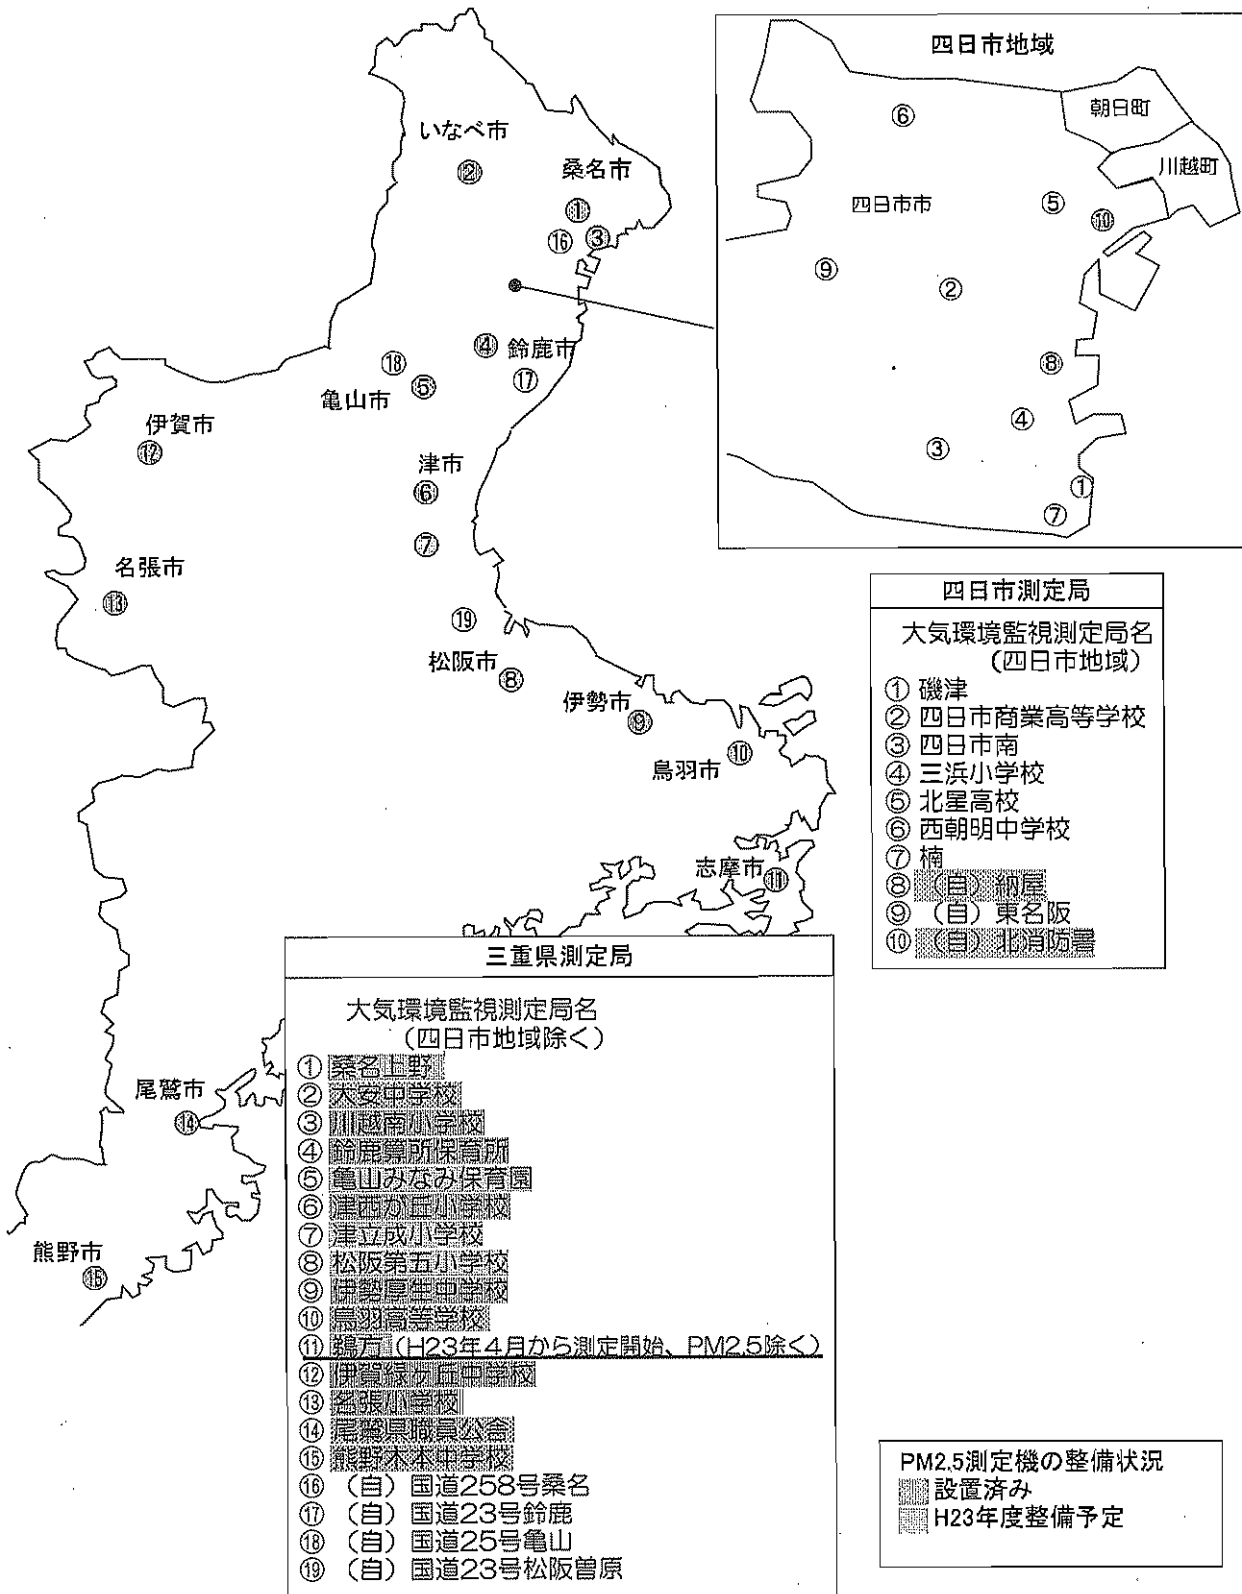 四日市地域
朝日町
川越町
四日市市
⑥
⑤
⑩
⑨
②
⑧
④
③
①
⑦
いなべ市
②
桑名市
①
⑯
③
④
鈴鹿市
⑱
⑰
亀山市
⑤
伊賀市
⑫
津市
⑥
⑦
名張市
⑬
⑲
松阪市
⑧
伊勢市
⑨
⑩
鳥羽市
志摩市
⑪
尾鷲市
⑭
熊野市
⑮
四日市測定局
大気環境監視測定局名
(四日市地域)
① 磯津
② 四日市商業高等学校
③ 四日市南
④ 三浜小学校
⑤ 北星高校
⑥ 西朝明中学校
⑦ 楠
⑧ (自) 納屋
⑨ (自) 東名阪
⑩ (自) 北消防署
三重県測定局
大気環境監視測定局名
(四日市地域除く)
① 桑名上野
② 大安中学校
③ 川越南小学校
④ 鈴鹿算所保育所
⑤ 亀山みなみ保育園
⑥ 津西が丘小学校
⑦ 津立成小学校
⑧ 松阪第五小学校
⑨ 伊勢厚生中学校
⑩ 鳥羽高等学校
⑪ 鵜方 (H23年4月から測定開始、PM2.5除く)
⑫ 伊賀緑ヶ丘中学校
⑬ 名張小学校
⑭ 尾鷲県職員公舎
⑮ 熊野木本中学校
⑯ (自) 国道258号桑名
⑰ (自) 国道23号鈴鹿
⑱ (自) 国道25号亀山
⑲ (自) 国道23号松阪曽原
PM2.5測定機の整備状況
設置済み
H23年度整備予定